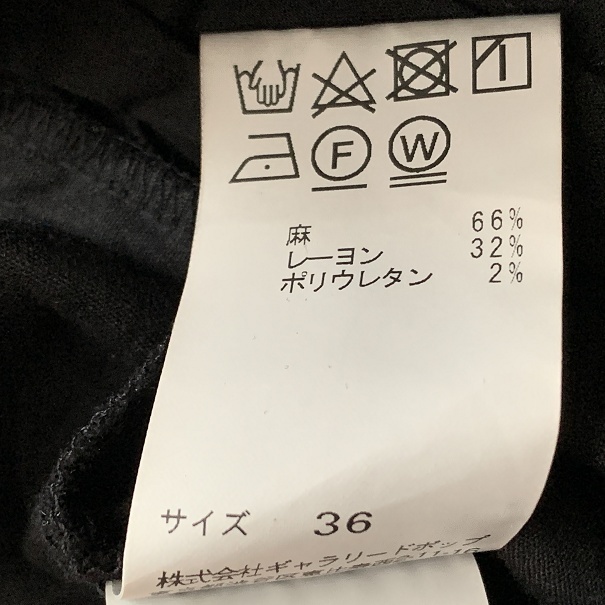 F W
麻 66%
レーヨン 32%
ポリウレタン 2%
サイズ 36
株式会社ギャラリードポップ